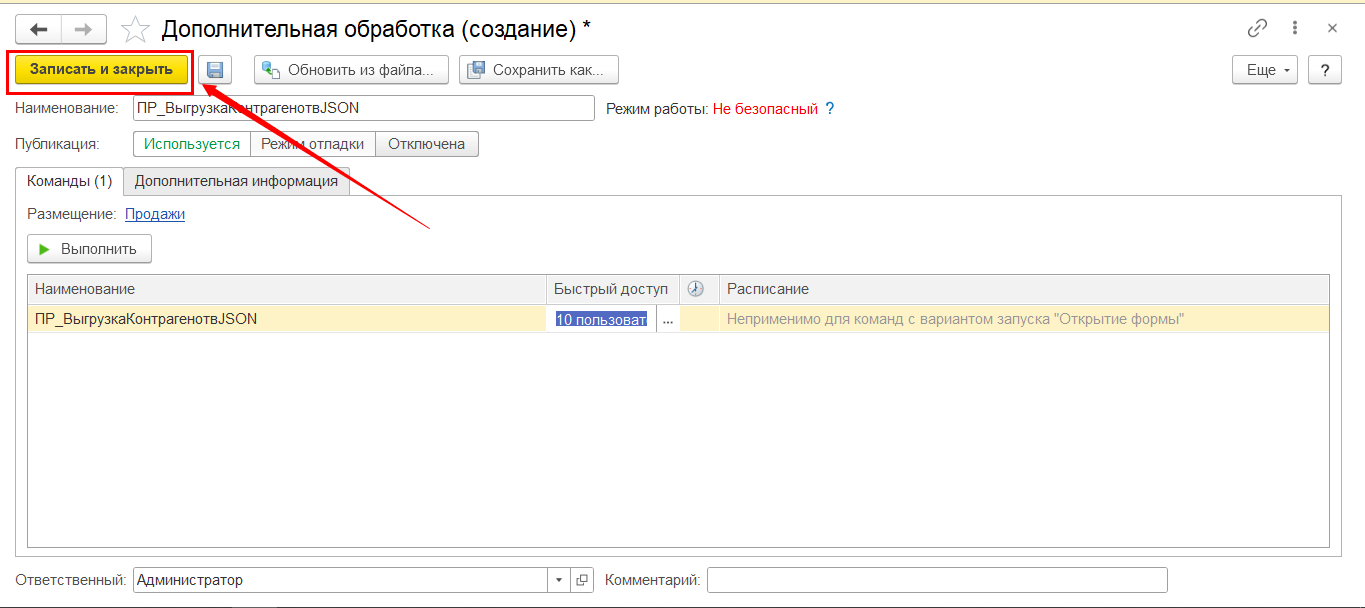 Дополнительная обработка (создание) *
Записать и закрыть Обновить из файла... Сохранить как... Еще ?
Наименование: ПР_ВыгрузкаКонтрагенотвJSON Режим работы: Не безопасный ?
Публикация: Используется Режим отладки Отключена
Команды (1) Дополнительная информация
Размещение: Продажи
Выполнить
Наименование Быстрый доступ Расписание
ПР_ВыгрузкаКонтрагенотвJSON 10 пользоват ... Неприменимо для команд с вариантом запуска "Открытие формы"
Ответственный: Администратор Комментарий: